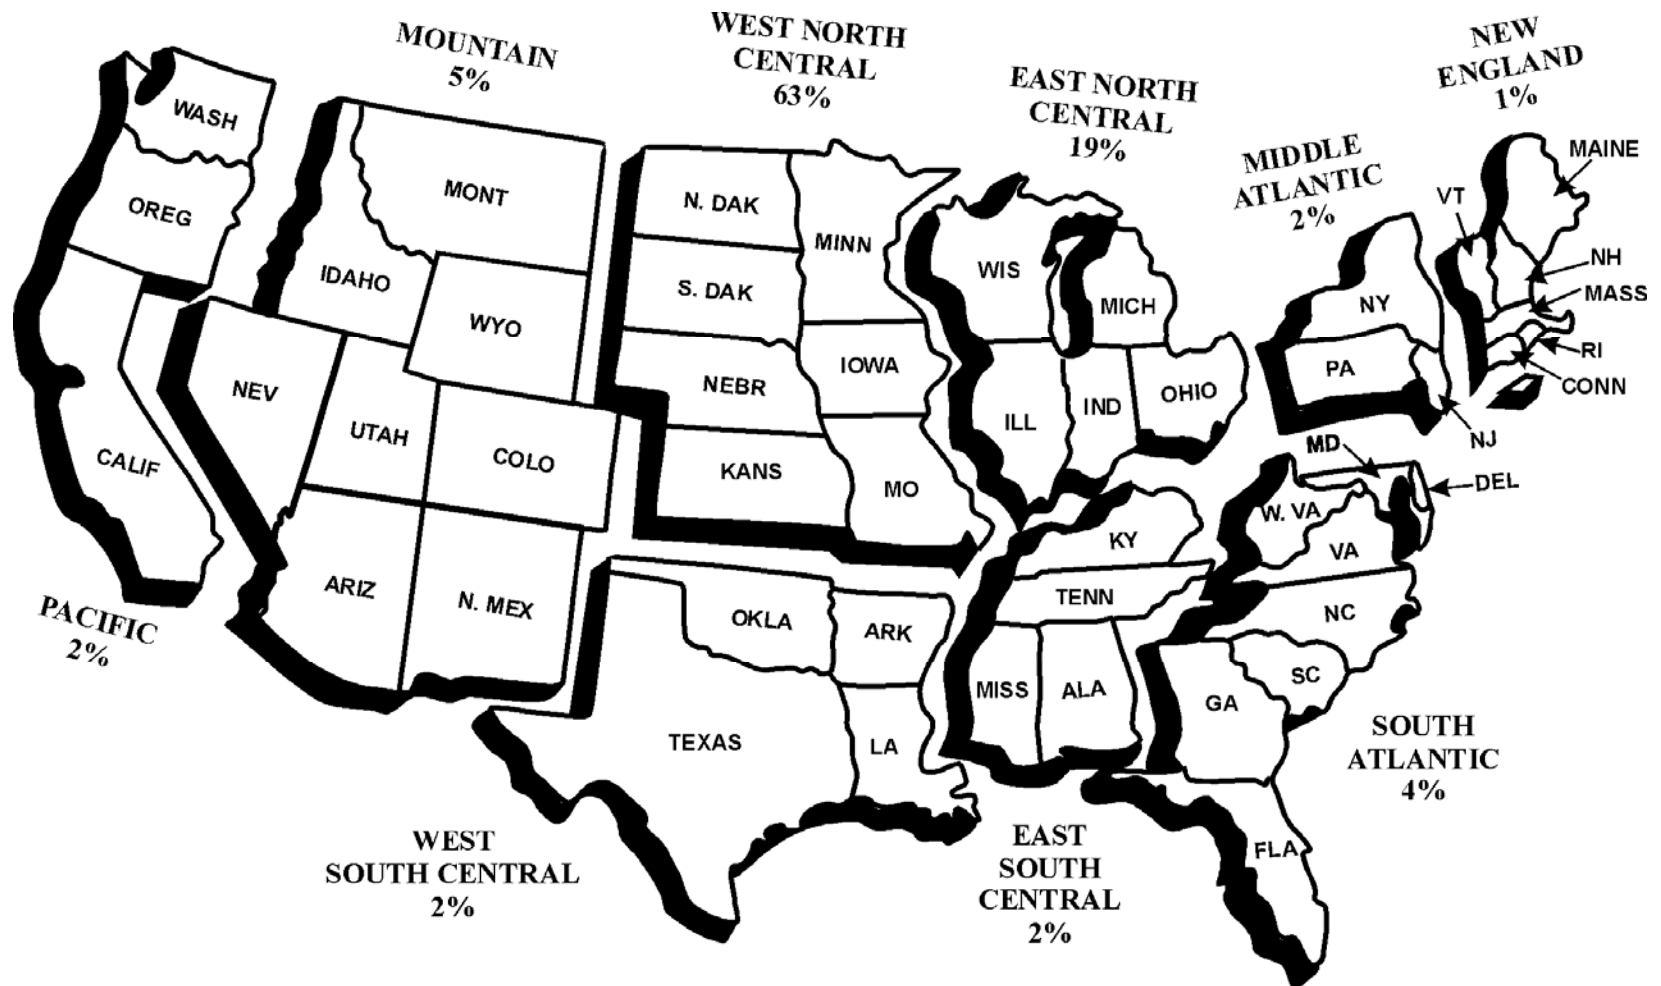 MOUNTAIN
5%
WEST NORTH
CENTRAL
63%
EAST NORTH
CENTRAL
19%
NEW
ENGLAND
1%
MIDDLE
ATLANTIC
2%
WASH
OREG
CALIF
PACIFIC
2%
MONT
IDAHO
WYO
NEV
UTAH
COLO
ARIZ
N. MEX
N. DAK
MINN
S. DAK
IOWA
NEBR
KANS
MO
WIS
MICH
ILL
IND
OHIO
NY
PA
NJ
MAINE
VT
NH
MASS
RI
CONN
MD
DEL
W. VA
VA
NC
SC
GA
FLA
SOUTH
ATLANTIC
4%
KY
TENN
MISS
ALA
EAST
SOUTH
CENTRAL
2%
OKLA
ARK
TEXAS
LA
WEST
SOUTH CENTRAL
2%